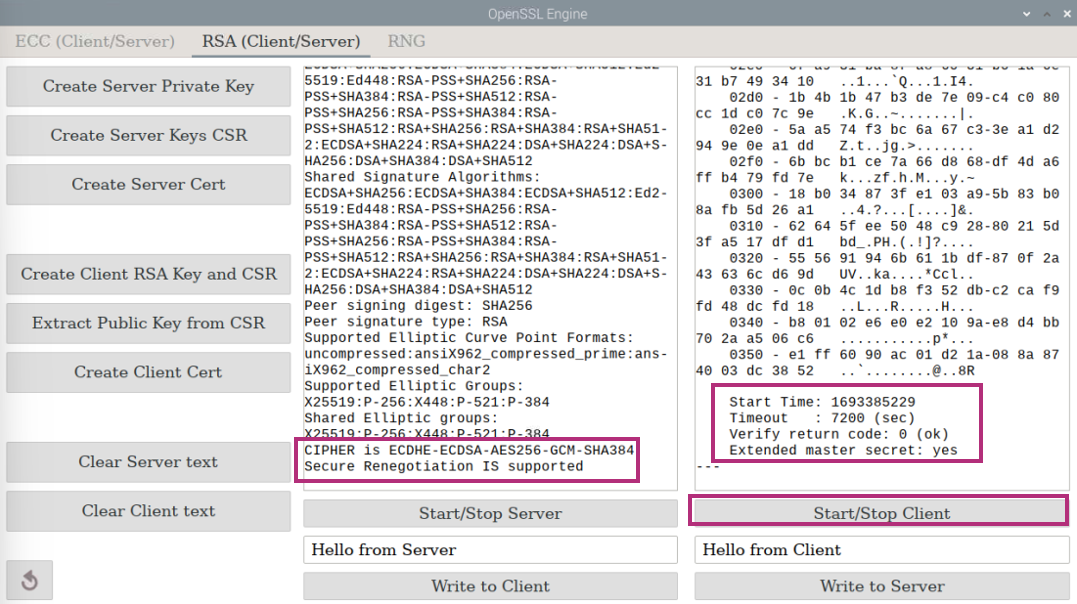 OpenSSL Engine
ECC (Client/Server)
RSA (Client/Server)
RNG
Create Server Private Key
Create Server Keys CSR
Create Server Cert
Create Client RSA Key and CSR
Extract Public Key from CSR
Create Client Cert
Clear Server text
Clear Client text
5519:Ed448:RSA-PSS+SHA256:RSA-
PSS+SHA384:RSA-PSS+SHA512:RSA-
PSS+SHA256:RSA-PSS+SHA384:RSA-
PSS+SHA512:RSA+SHA256:RSA+SHA384:RSA+SHA51-
2:ECDSA+SHA224:RSA+SHA224:DSA+SHA224:DSA+S-
HA256:DSA+SHA384:DSA+SHA512
Shared Signature Algorithms:
ECDSA+SHA256:ECDSA+SHA384:ECDSA+SHA512:Ed2-
5519:Ed448:RSA-PSS+SHA256:RSA-
PSS+SHA384:RSA-PSS+SHA512:RSA-
PSS+SHA256:RSA-PSS+SHA384:RSA-
PSS+SHA512:RSA+SHA256:RSA+SHA384:RSA+SHA51-
2:ECDSA+SHA224:RSA+SHA224:DSA+SHA224:DSA+S-
HA256:DSA+SHA384:DSA+SHA512
Peer signing digest: SHA256
Peer signature type: RSA
Supported Elliptic Curve Point Formats:
uncompressed:ansiX962_compressed_prime:ans-
iX962_compressed_char2
Supported Elliptic Groups:
X25519:P-256:X448:P-521:P-384
Shared Elliptic groups:
X25519:P-256:X448:P-521:P-384
CIPHER is ECDHE-ECDSA-AES256-GCM-SHA384
Secure Renegotiation IS supported
Start/Stop Server
Hello from Server
Write to Client
31 b7 49 34 10 ..1...`Q...1.I4.
02d0 - 1b 4b 1b 47 b3 de 7e 09-c4 c0 80
cc 1d c0 7c 9e .K.G..~.......|.
02e0 - 5a a5 74 f3 bc 6a 67 c3-3e a1 d2
94 9e 0e a1 dd Z.t..jg.>.......
02f0 - 6b bc b1 ce 7a 66 d8 68-df 4d a6
ff b4 79 fd 7e k...zf.h.M...y.~
0300 - 18 b0 34 87 3f e1 03 a9-5b 83 b0
8a fb 5d 26 a1 ..4.?...[....]&.
0310 - 62 64 5f ee 50 48 c9 28-80 21 5d
3f a5 17 df d1 bd_.PH.(.!]?....
0320 - 55 56 91 94 6b 61 1b df-87 0f 2a
43 63 6c d6 9d UV..ka....*Ccl..
0330 - 0c 0b 4c 1d b8 f3 52 db-c2 ca f9
fd 48 dc fd 18 ..L...R.....H...
0340 - b8 01 02 e6 e0 e2 10 9a-e8 d4 bb
70 2a a5 06 c6 ...........p*...
0350 - e1 ff 60 90 ac 01 d2 1a-08 8a 87
40 03 dc 38 52 ..`........@..8R
Start Time: 1693385229
Timeout : 7200 (sec)
Verify return code: 0 (ok)
Extended master secret: yes
---
Start/Stop Client
Hello from Client
Write to Server